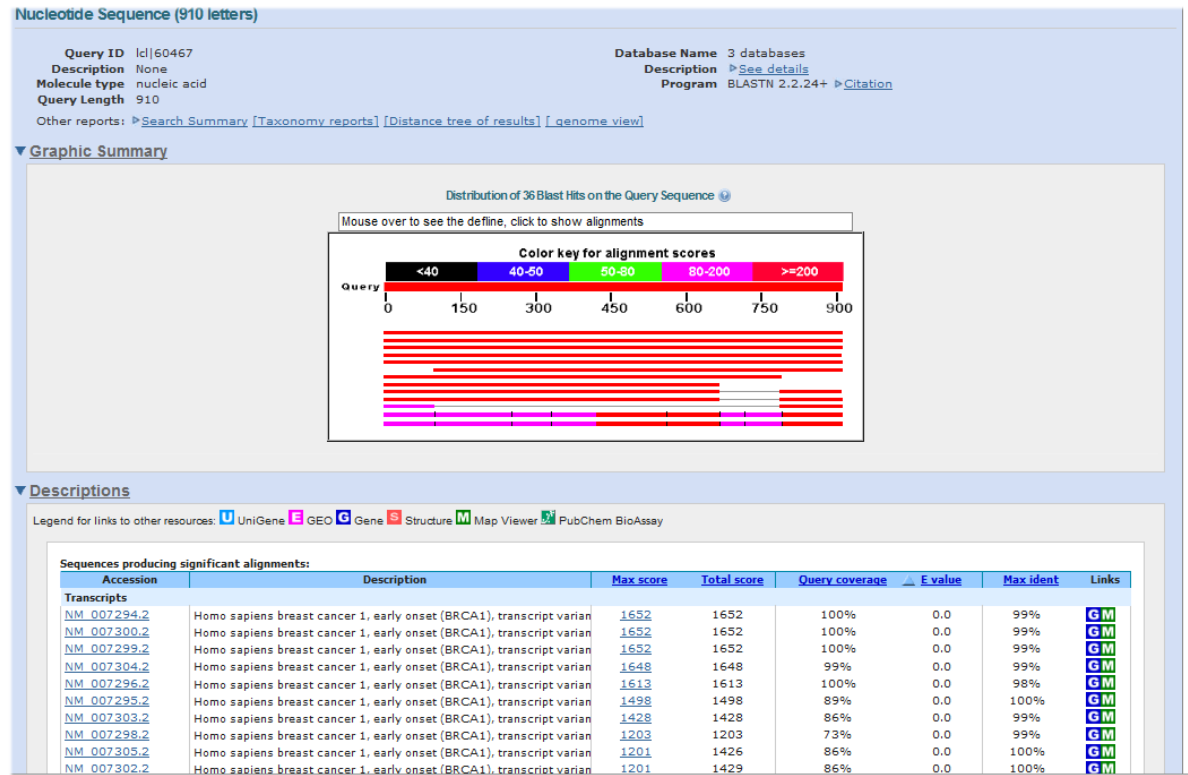 Nucleotide Sequence (910 letters)
Query ID lcl|60467
Description None
Molecule type nucleic acid
Query Length 910
Database Name 3 databases
Description See details
Program BLASTN 2.2.24+ Citation
Other reports: Search Summary [Taxonomy reports] [Distance tree of results] [ genome view]
Graphic Summary
Distribution of 36 Blast Hits on the Query Sequence
Mouse over to see the defline, click to show alignments
Color key for alignment scores
<40 40-50 50-80 80-200 >=200
Query
0 150 300 450 600 750 900
Descriptions
Legend for links to other resources: U UniGene E GEO G Gene S Structure M Map Viewer PubChem BioAssay
Sequences producing significant alignments:
Accession Description Max score Total score Query coverage E value Max ident Links
Transcripts
NM_007294.2 Homo sapiens breast cancer 1, early onset (BRCA1), transcript varian 1652 1652 100% 0.0 99% G M
NM_007300.2 Homo sapiens breast cancer 1, early onset (BRCA1), transcript varian 1652 1652 100% 0.0 99% G M
NM_007299.2 Homo sapiens breast cancer 1, early onset (BRCA1), transcript varian 1652 1652 100% 0.0 99% G M
NM_007304.2 Homo sapiens breast cancer 1, early onset (BRCA1), transcript varian 1648 1648 99% 0.0 99% G M
NM_007296.2 Homo sapiens breast cancer 1, early onset (BRCA1), transcript varian 1613 1613 100% 0.0 98% G M
NM_007295.2 Homo sapiens breast cancer 1, early onset (BRCA1), transcript varian 1498 1498 89% 0.0 100% G M
NM_007303.2 Homo sapiens breast cancer 1, early onset (BRCA1), transcript varian 1428 1428 86% 0.0 99% G M
NM_007298.2 Homo sapiens breast cancer 1, early onset (BRCA1), transcript varian 1203 1203 73% 0.0 99% G M
NM_007305.2 Homo sapiens breast cancer 1, early onset (BRCA1), transcript varian 1201 1426 86% 0.0 100% G M
NM_007302.2 Homo sapiens breast cancer 1, early onset (BRCA1), transcript varian 1201 1429 86% 0.0 100% G M